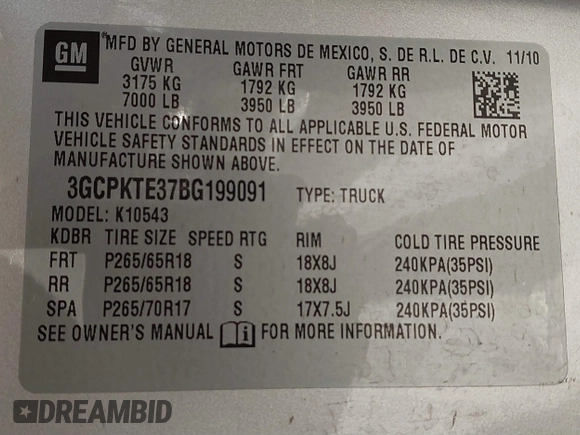 GM MFD BY GENERAL MOTORS DE MEXICO, S. DE R.L. DE C.V. 11/10
GVWR GAWR FRT GAWR RR
3175 KG 1792 KG 1792 KG
7000 LB 3950 LB 3950 LB
THIS VEHICLE CONFORMS TO ALL APPLICABLE U.S. FEDERAL MOTOR
VEHICLE SAFETY STANDARDS IN EFFECT ON THE DATE OF
MANUFACTURE SHOWN ABOVE.
3GCPKTE37BG199091 TYPE: TRUCK
MODEL: K10543
KDBR TIRE SIZE SPEED RTG RIM COLD TIRE PRESSURE
FRT P265/65R18 S 18X8J 240KPA(35PSI)
RR P265/65R18 S 18X8J 240KPA(35PSI)
SPA P265/70R17 S 17X7.5J 240KPA(35PSI)
SEE OWNER'S MANUAL FOR MORE INFORMATION.
DREAMBID